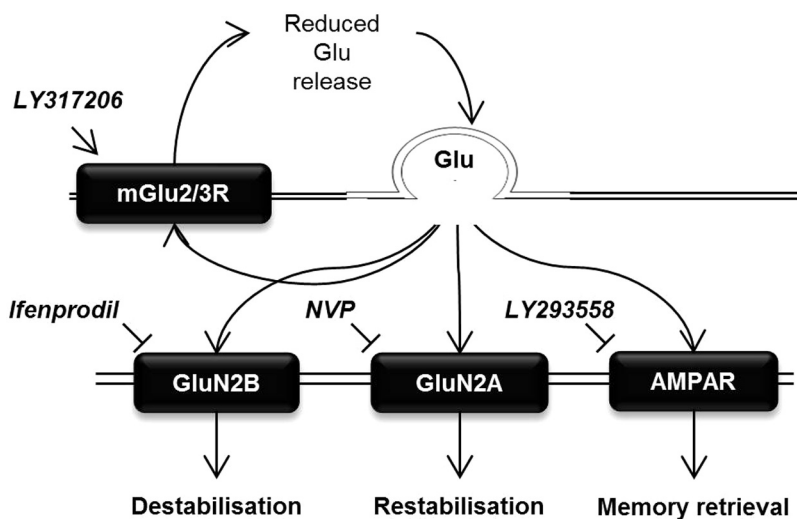 Reduced
Glu
release
LY317206
Glu
mGlu2/3R
Ifenprodil
NVP
LY293558
GluN2B
GluN2A
AMPAR
Destabilisation
Restabilisation
Memory retrieval